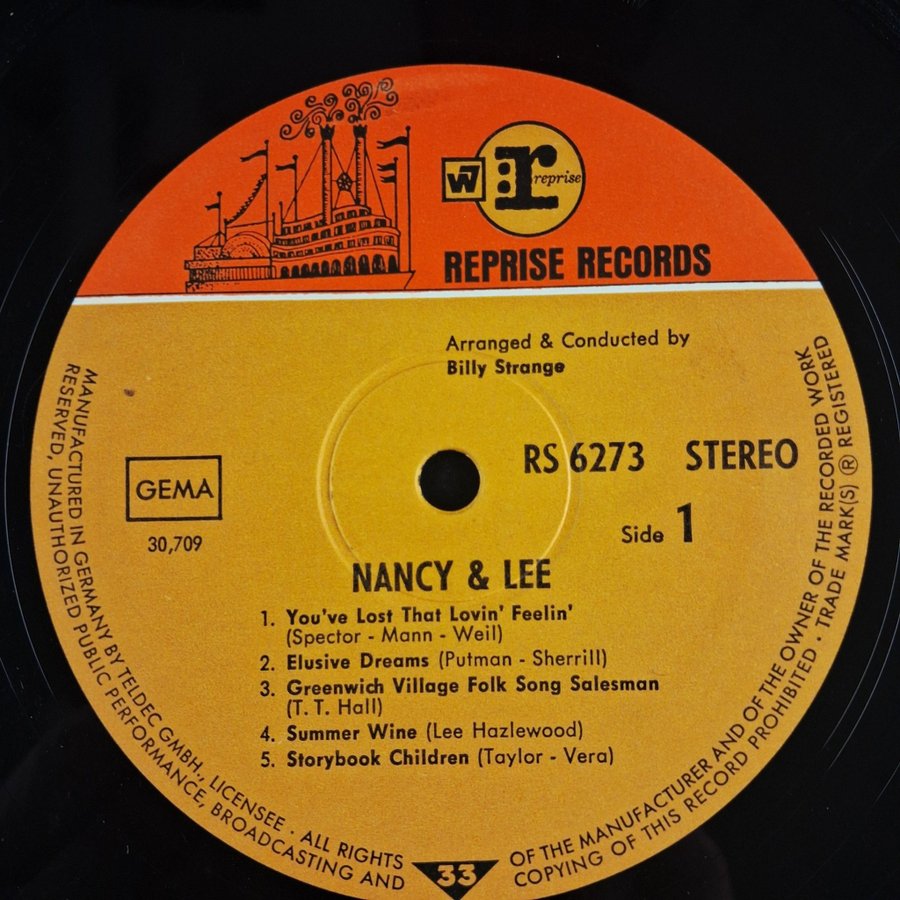 W7
r reprise
REPRISE RECORDS
Arranged & Conducted by
Billy Strange
RS 6273 STEREO
GEMA
30,709
Side 1
NANCY & LEE
1. You've Lost That Lovin' Feelin'
(Spector - Mann - Weil)
2. Elusive Dreams (Putman - Sherrill)
3. Greenwich Village Folk Song Salesman
(T. T. Hall)
4. Summer Wine (Lee Hazlewood)
5. Storybook Children (Taylor - Vera)
MANUFACTURED IN GERMANY BY TELDEC GMBH., LICENSEE · ALL RIGHTS
OF THE MANUFACTURER AND OF THE OWNER OF THE RECORDED WORK
RESERVED, UNAUTHORIZED PUBLIC PERFORMANCE, BROADCASTING AND
COPYING OF THIS RECORD PROHIBITED · TRADE MARK(S) ® REGISTERED
33